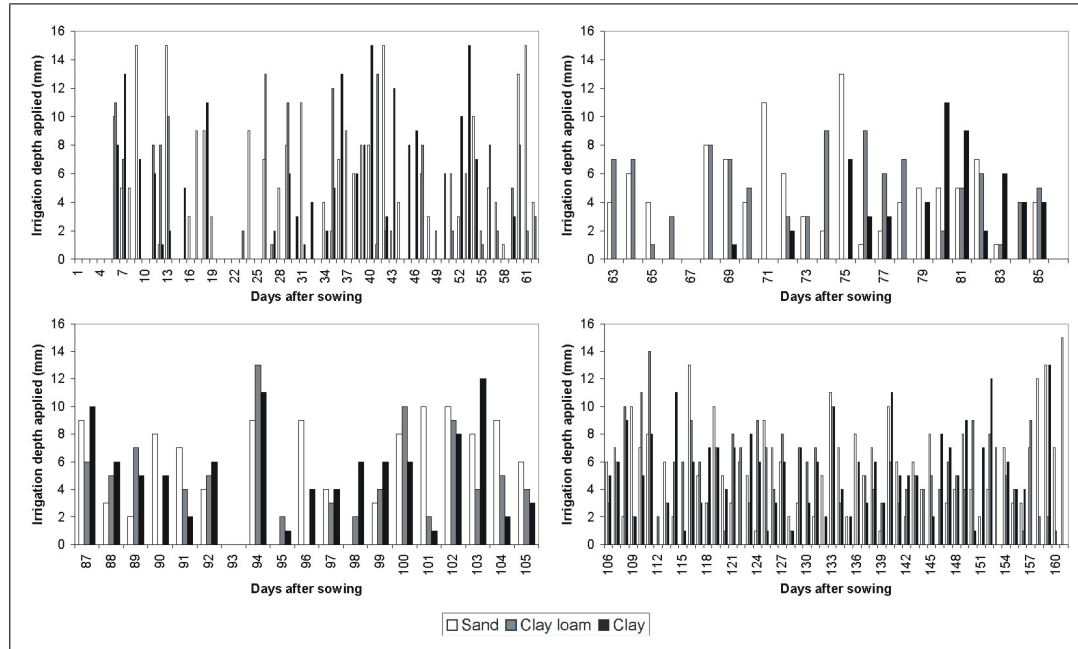 16
14
12
10
8
6
4
2
0
Irrigation depth applied (mm)
1 4 7 10 13 16 19 22 25 28 31 34 37 40 43 46 49 52 55 58 61
Days after sowing
16
14
12
10
8
6
4
2
0
Irrigation depth applied (mm)
63 65 67 69 71 73 75 77 79 81 83 85
Days after sowing
16
14
12
10
8
6
4
2
0
Irrigation depth applied (mm)
87 88 89 90 91 92 93 94 95 96 97 98 99 100 101 102 103 104 105
Days after sowing
16
14
12
10
8
6
4
2
0
Irrigation depth applied (mm)
106 109 112 115 118 121 124 127 130 133 136 139 142 145 148 151 154 157 160
Days after sowing
Sand Clay loam Clay